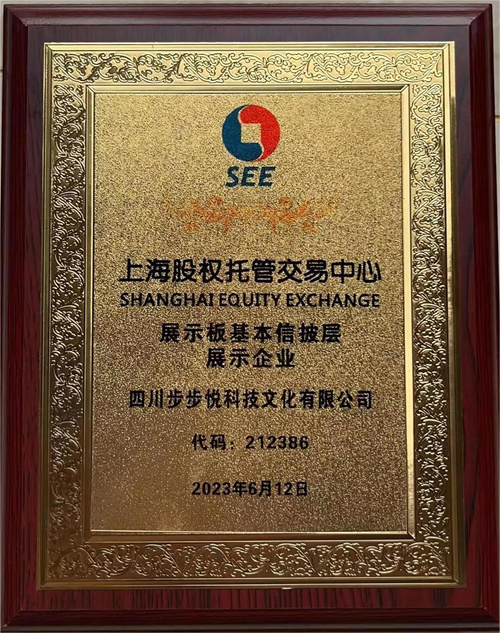 SEE
上海股权托管交易中心
SHANGHAI EQUITY EXCHANGE
展示板基本信披层
展示企业
四川步步悦科技文化有限公司
代码：212386
2023年6月12日